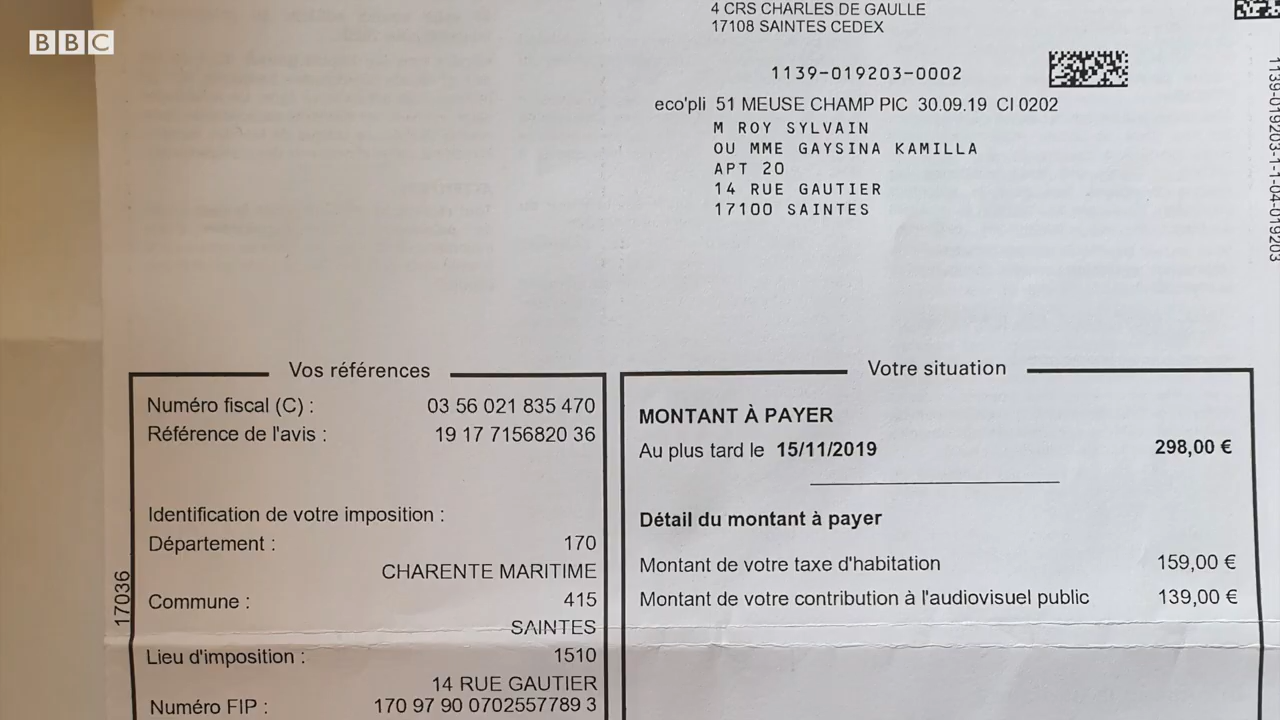 BBC
4 CRS CHARLES DE GAULLE
17108 SAINTES CEDEX
1139-019203-0002
eco'pli 51 MEUSE CHAMP PIC 30.09.19 CI 0202
M ROY SYLVAIN
OU MME GAYSINA KAMILLA
APT 20
14 RUE GAUTIER
17100 SAINTES
1139-019203-1-1-04-019203
Vos références
Numéro fiscal (C) : 03 56 021 835 470
Référence de l'avis : 19 17 7156820 36
Identification de votre imposition :
Département : 170
CHARENTE MARITIME
Commune : 415
SAINTES
Lieu d'imposition : 1510
14 RUE GAUTIER
Numéro FIP : 170 97 90 0702557789 3
17036
Votre situation
MONTANT À PAYER
Au plus tard le 15/11/2019 298,00 €
Détail du montant à payer
Montant de votre taxe d'habitation 159,00 €
Montant de votre contribution à l'audiovisuel public 139,00 €